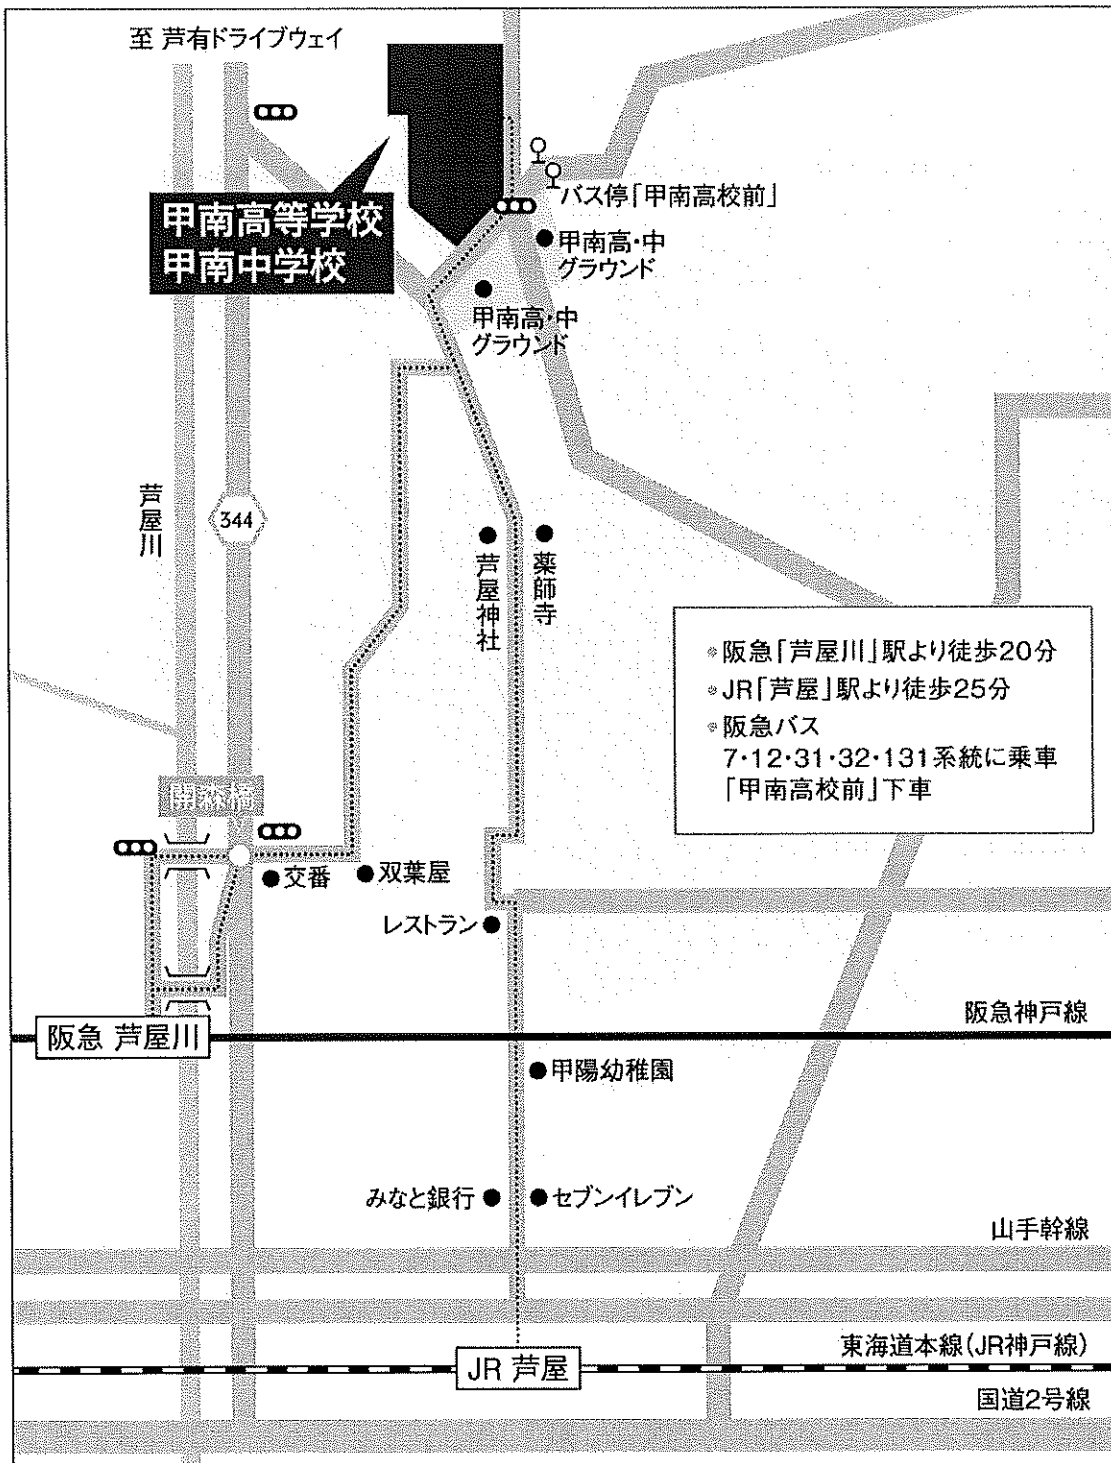 至 芦有ドライブウェイ
バス停「甲南高校前」
甲南高等学校
甲南中学校
甲南高・中
グラウンド
甲南高・中
グラウンド
芦屋川
344
芦屋神社
薬師寺
阪急「芦屋川」駅より徒歩20分
JR「芦屋」駅より徒歩25分
阪急バス
7・12・31・32・131系統に乗車
「甲南高校前」下車
開森橋
交番
双葉屋
レストラン
阪急神戸線
阪急 芦屋川
甲陽幼稚園
みなと銀行
セブンイレブン
山手幹線
東海道本線(JR神戸線)
JR 芦屋
国道2号線